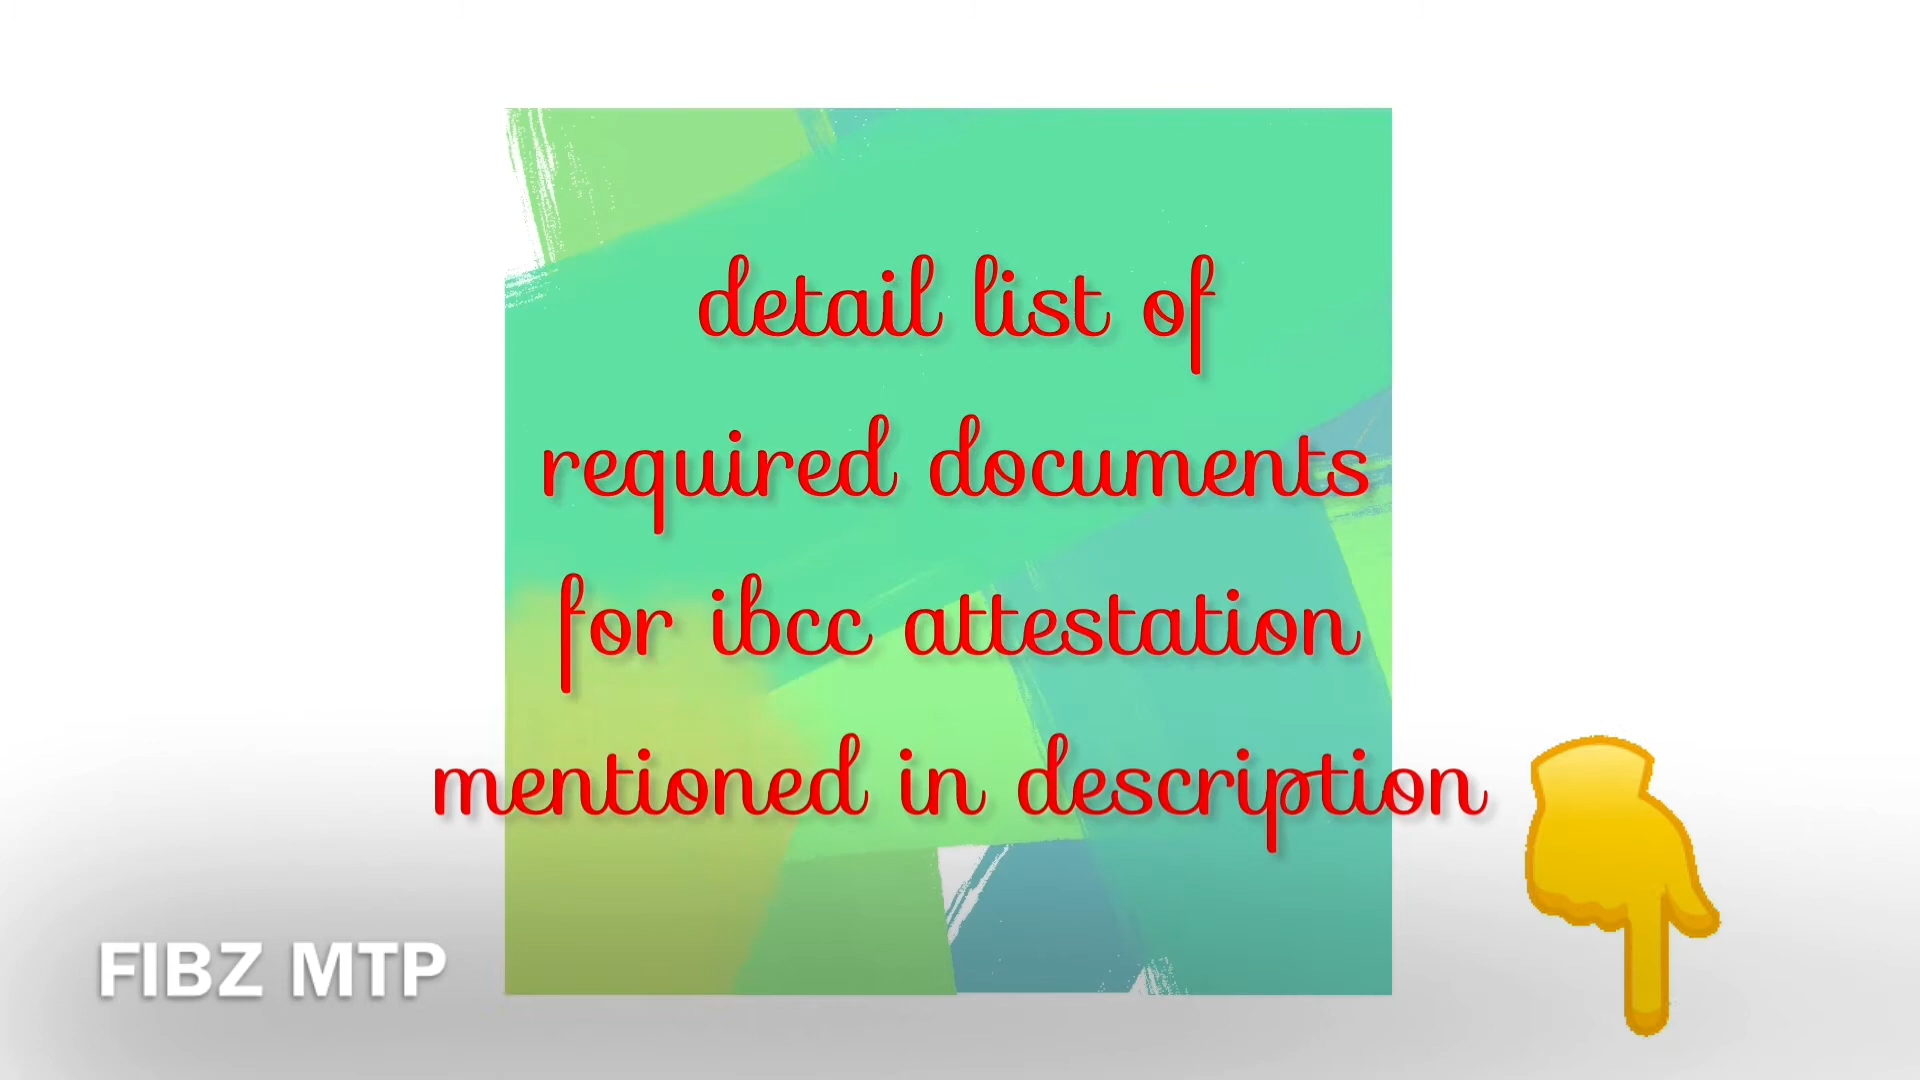 detail list of
required documents
for ibcc attestation
mentioned in description
FIBZ MTP